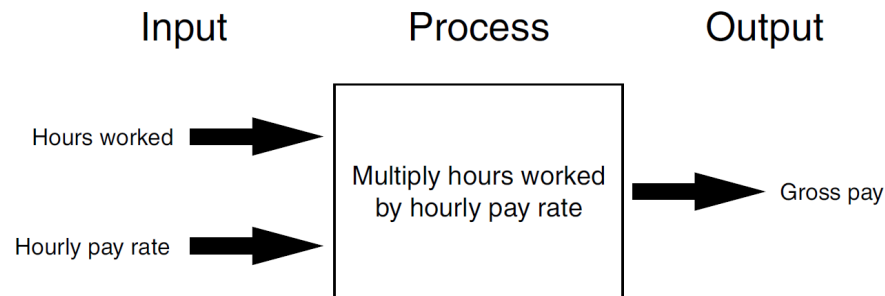 Input
Process
Output
Hours worked
Multiply hours worked
by hourly pay rate
Gross pay
Hourly pay rate